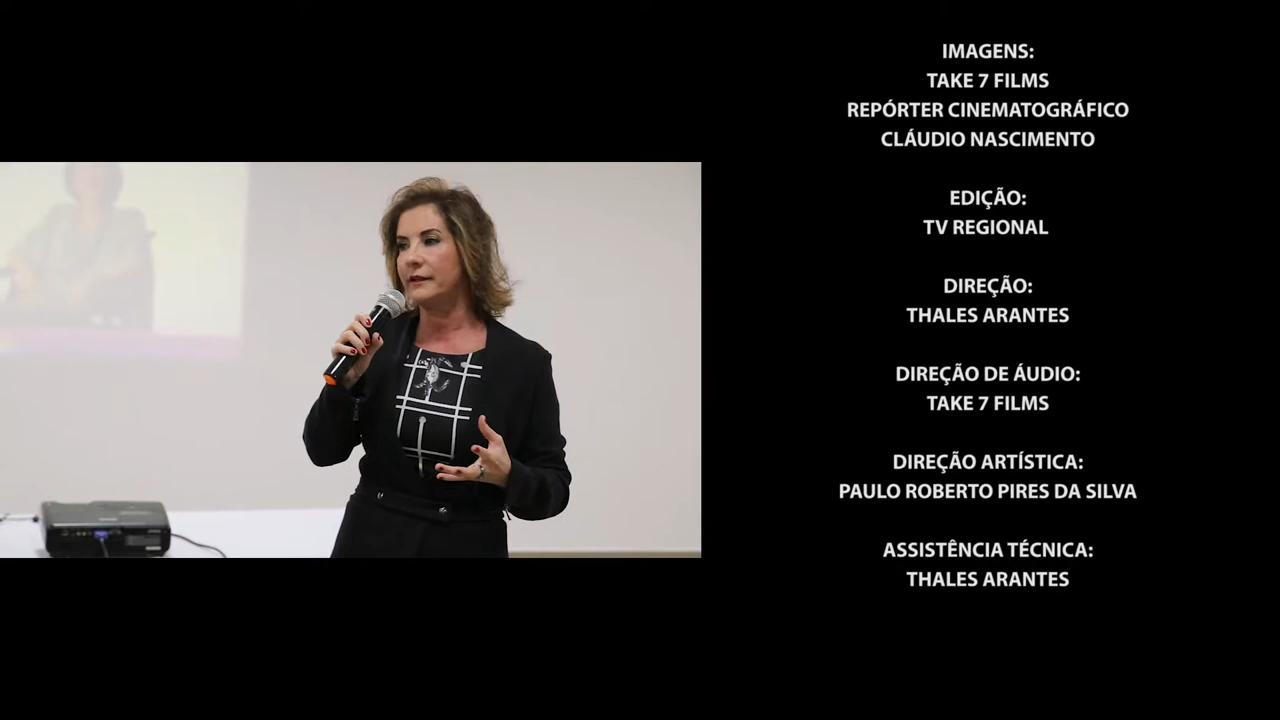 IMAGENS:
TAKE 7 FILMS
REPÓRTER CINEMATOGRÁFICO
CLÁUDIO NASCIMENTO
EDIÇÃO:
TV REGIONAL
DIREÇÃO:
THALES ARANTES
DIREÇÃO DE ÁUDIO:
TAKE 7 FILMS
DIREÇÃO ARTÍSTICA:
PAULO ROBERTO PIRES DA SILVA
ASSISTÊNCIA TÉCNICA:
THALES ARANTES